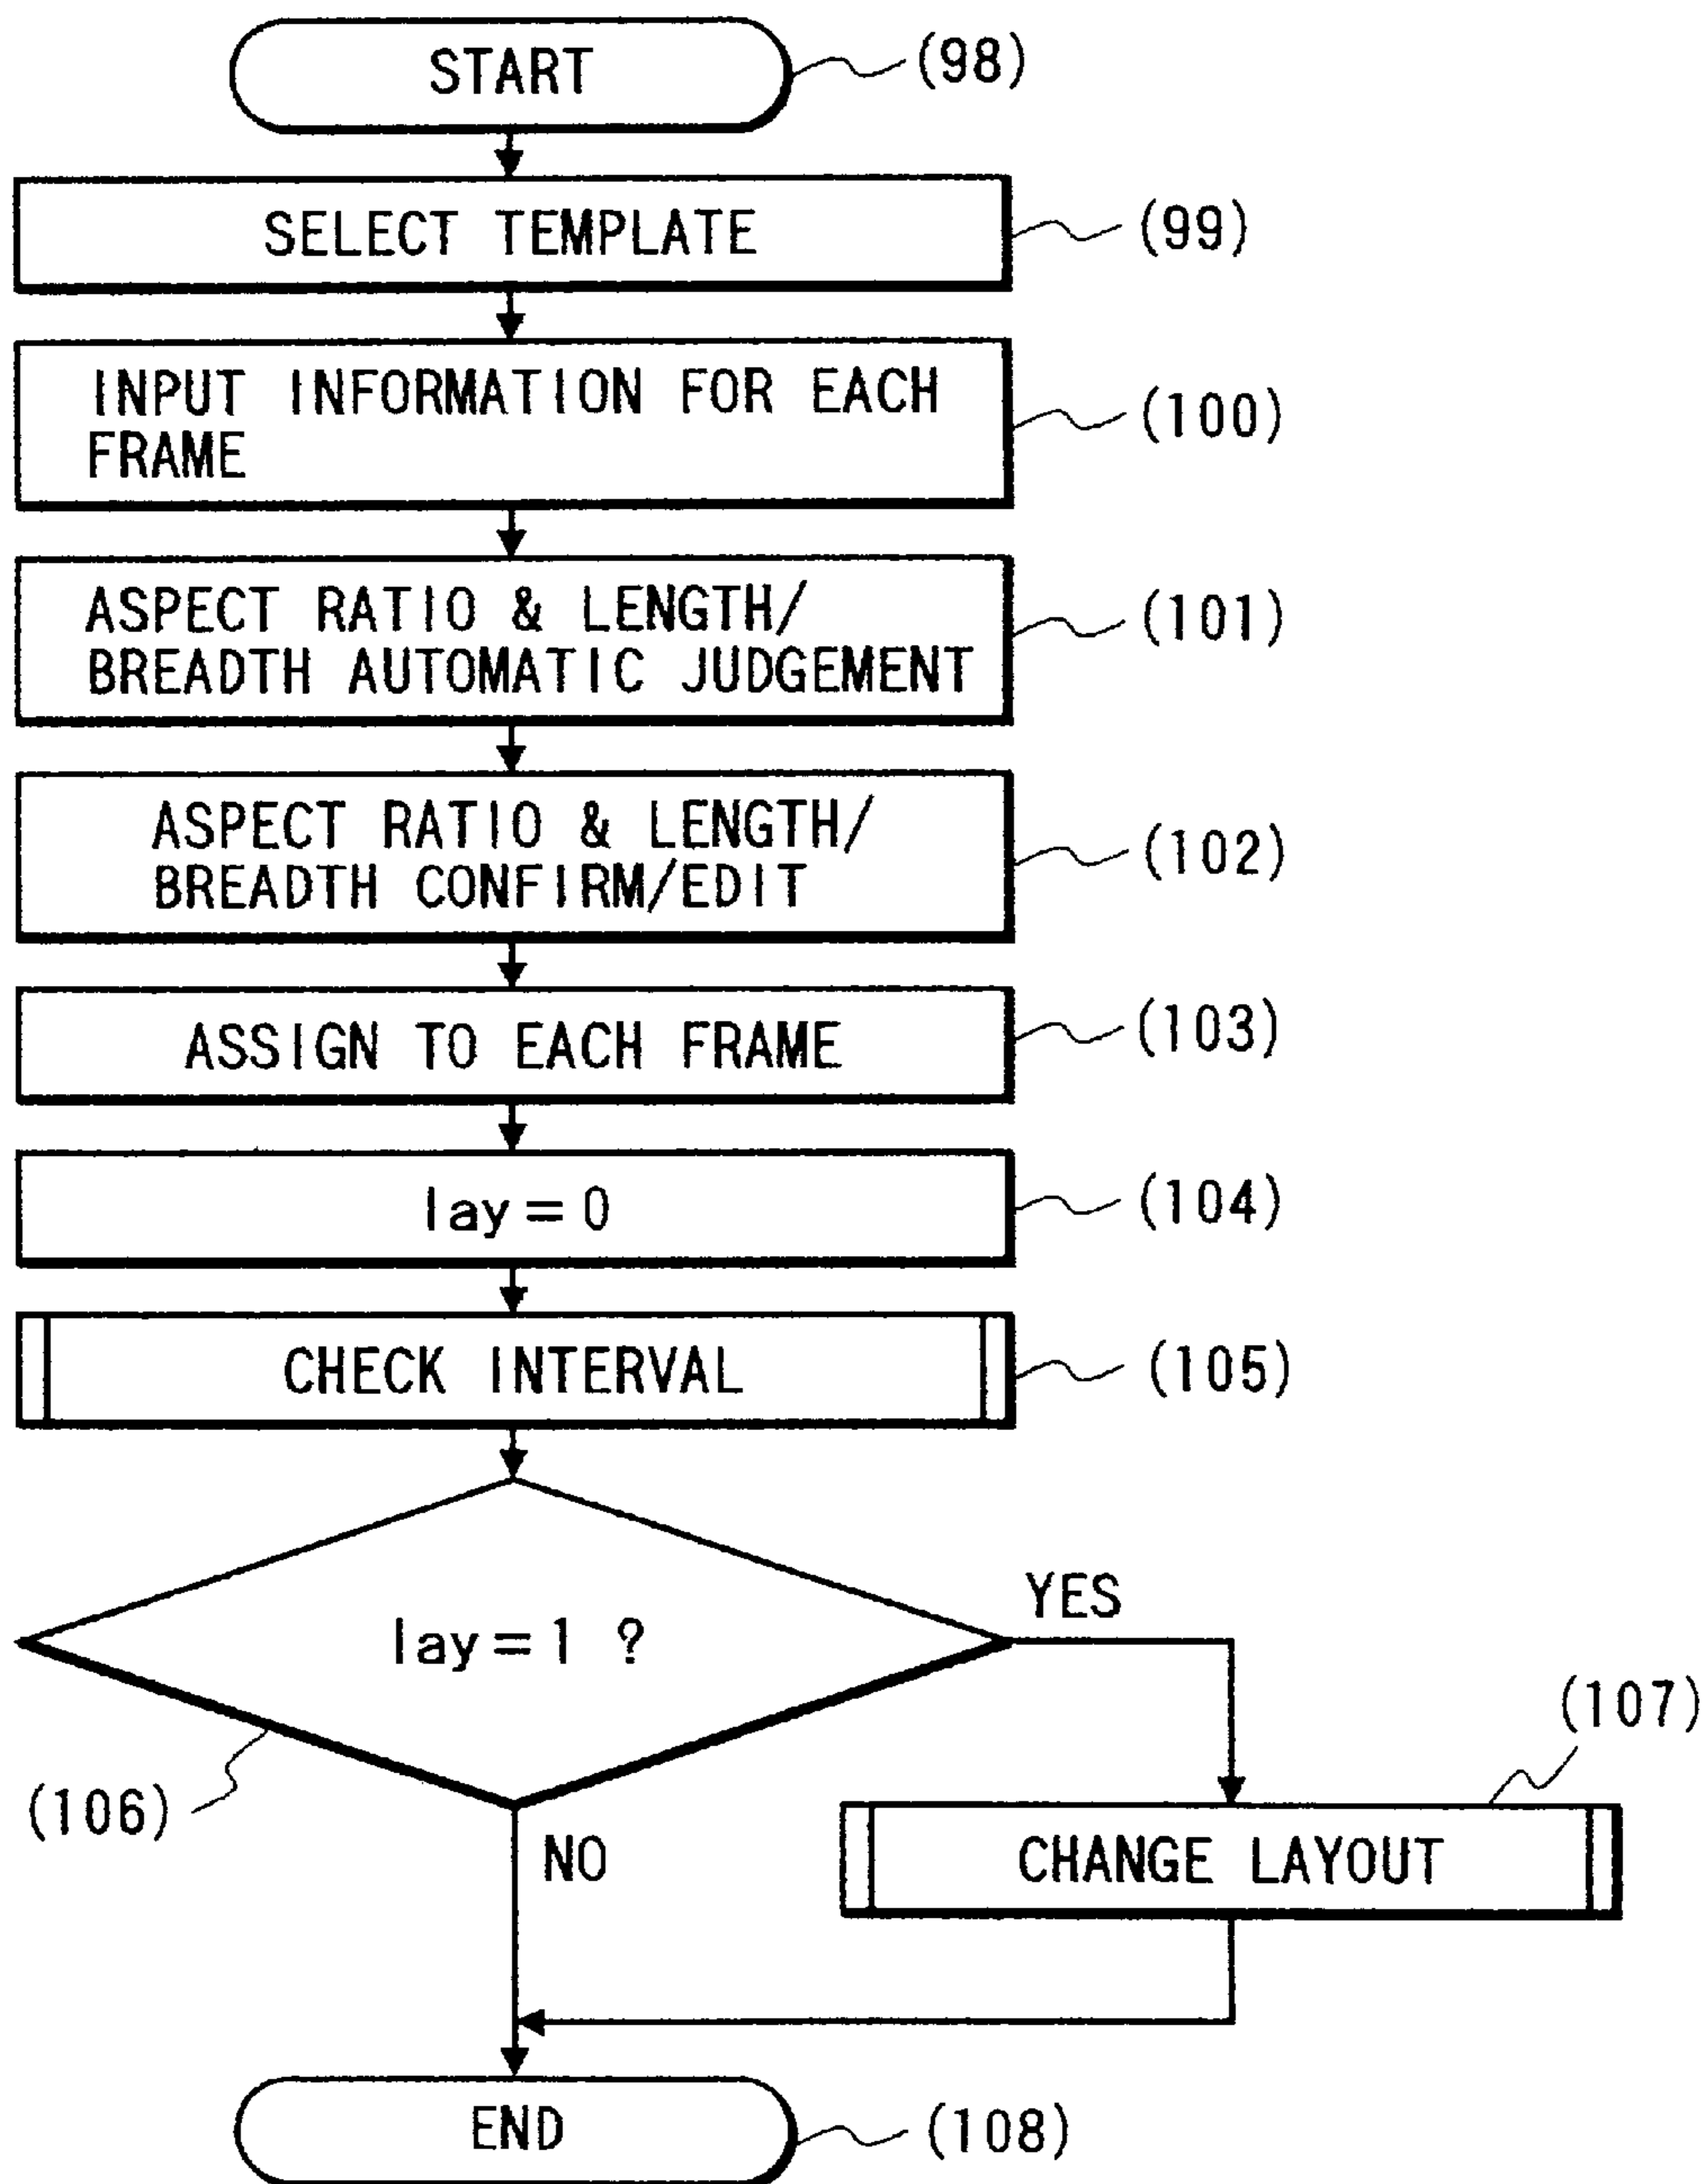 START
(98)
SELECT TEMPLATE
(99)
INPUT INFORMATION FOR EACH
FRAME
(100)
ASPECT RATIO & LENGTH/
BREADTH AUTOMATIC JUDGEMENT
(101)
ASPECT RATIO & LENGTH/
BREADTH CONFIRM/EDIT
(102)
ASSIGN TO EACH FRAME
(103)
lay=0
(104)
CHECK INTERVAL
(105)
lay=1 ?
YES
(106)
(107)
NO
CHANGE LAYOUT
END
(108)